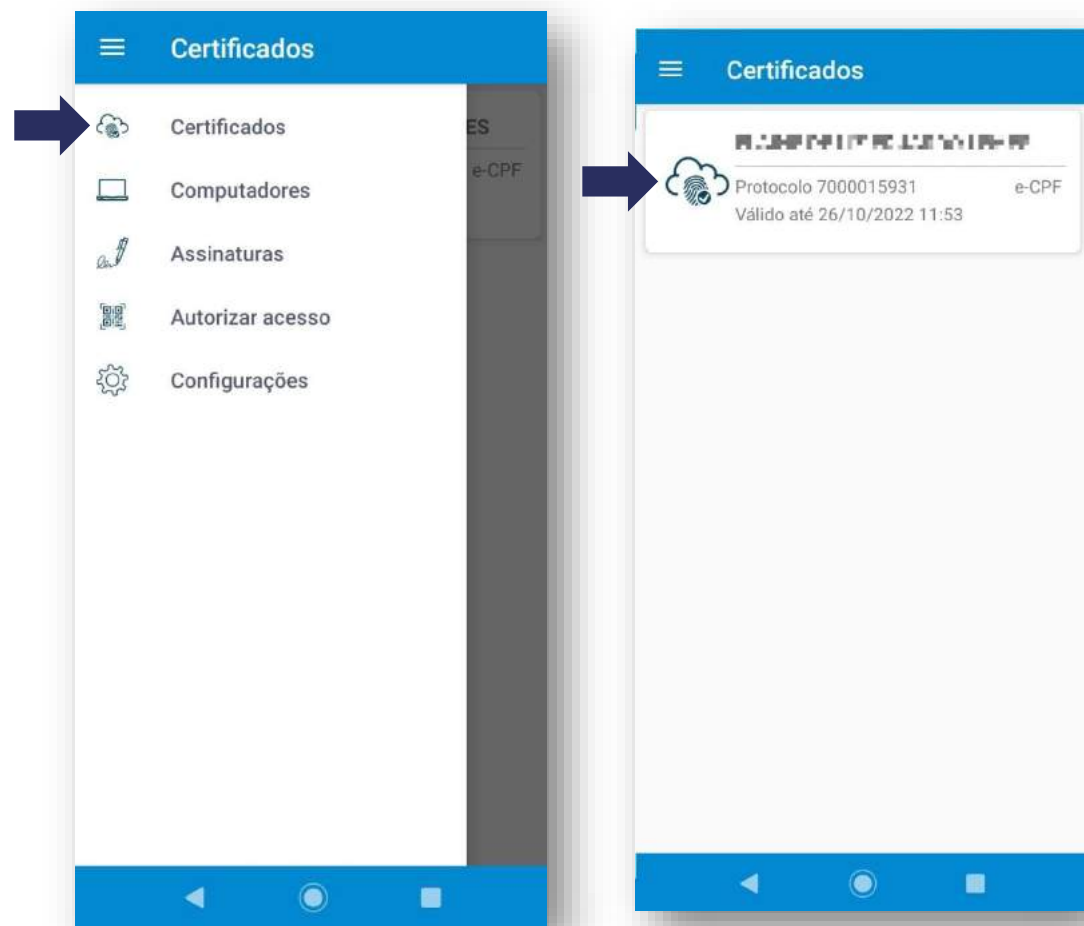 Certificados
Certificados
Computadores
Assinaturas
Autorizar acesso
Configurações
ES
e-CPF
Certificados
Protocolo 7000015931 e-CPF
Válido até 26/10/2022 11:53